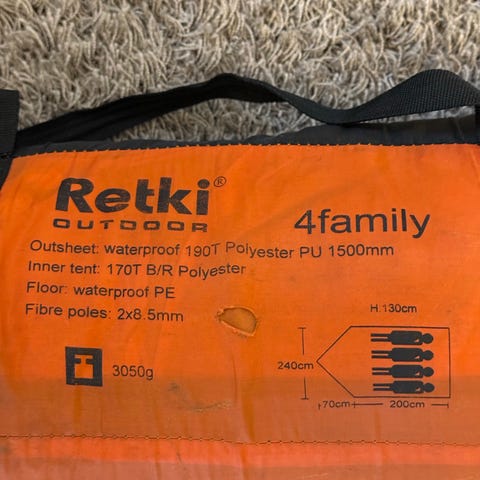 Retki®
OUTDOOR
4family
Outsheet: waterproof 190T Polyester PU 1500mm
Inner tent: 170T B/R Polyester
Floor: waterproof PE
Fibre poles: 2x8.5mm
3050g
H.130cm
240cm
70cm
200cm